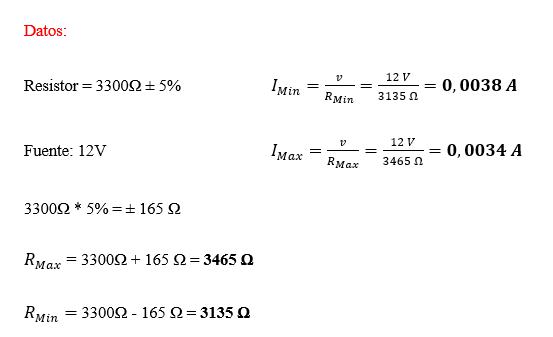 Datos:
Resistor = 3300Ω ± 5%
I_Min = v/R_Min = 12 V/3135 Ω = 0,0038 A
Fuente: 12V
I_Max = v/R_Max = 12 V/3465 Ω = 0,0034 A
3300Ω * 5% = ± 165 Ω
R_Max = 3300Ω + 165 Ω = 3465 Ω
R_Min = 3300Ω - 165 Ω = 3135 Ω